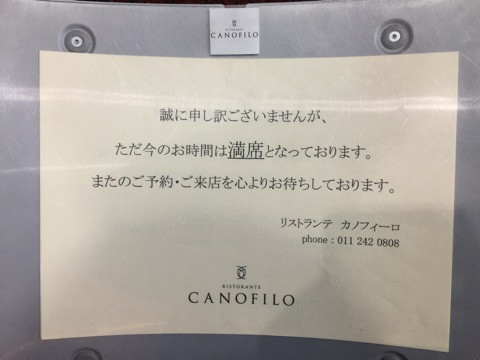 RISTORANTE
CANOFILO
誠に申し訳ございませんが、
ただ今のお時間は満席となっております。
またのご予約・ご来店を心よりお待ちしております。
リストランテ カノフィーロ
phone : 011 242 0808
RISTORANTE
CANOFILO